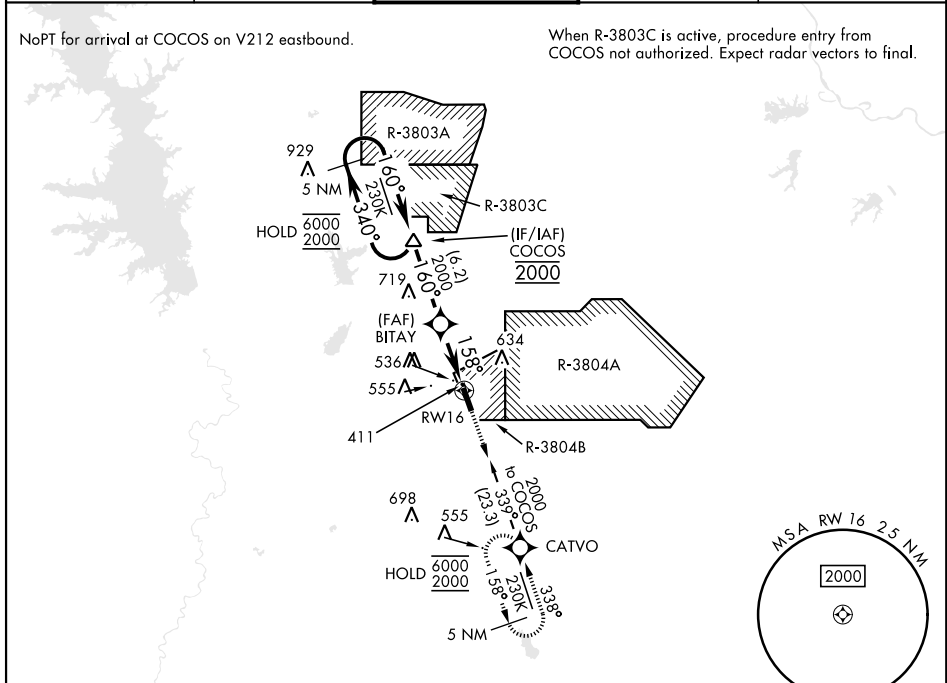 NoPT for arrival at COCOS on V212 eastbound.
When R-3803C is active, procedure entry from
COCOS not authorized. Expect radar vectors to final.
R-3803A
929
5 NM
160°
230K
340°
R-3803C
HOLD 6000
2000
(IF/IAF)
COCOS
2000
(6.2)
2000
160°
719
(FAF)
BITAY
158°
634
536
555
R-3804A
RW16
411
R-3804B
2000
to COCOS
339°
(23.3)
698
555
CATVO
HOLD 6000
2000
158°
230K
338°
5 NM
MSA RW 16 25 NM
2000